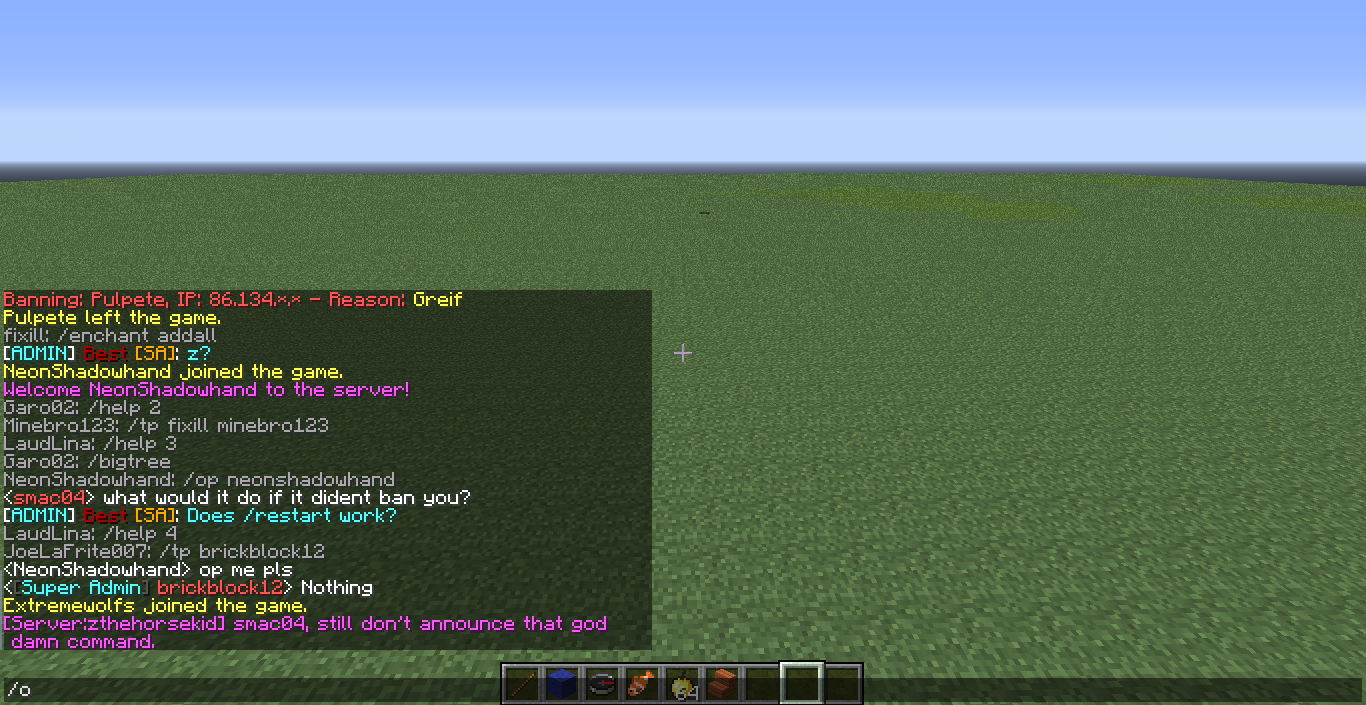 Banning: Pulpete, IP: 86.134.×.× - Reason: Greif
Pulpete left the game.
fixill: /enchant addall
[ADMIN] Best [SA]: z?
NeonShadowhand joined the game.
Welcome NeonShadowhand to the server!
Garo02: /help 2
Minebro123: /tp fixill minebro123
LaudLina: /help 3
Garo02: /bigtree
NeonShadowhand: /op neonshadowhand
<smac04> what would it do if it dident ban you?
[ADMIN] Best [SA]: Does /restart work?
LaudLina: /help 4
JoeLaFrite007: /tp brickblock12
<NeonShadowhand> op me pls
<[Super Admin] brickblock12> Nothing
Extremewolfs joined the game.
[Server:zthehorsekid] smac04, still don't announce that god
damn command.
64
/o